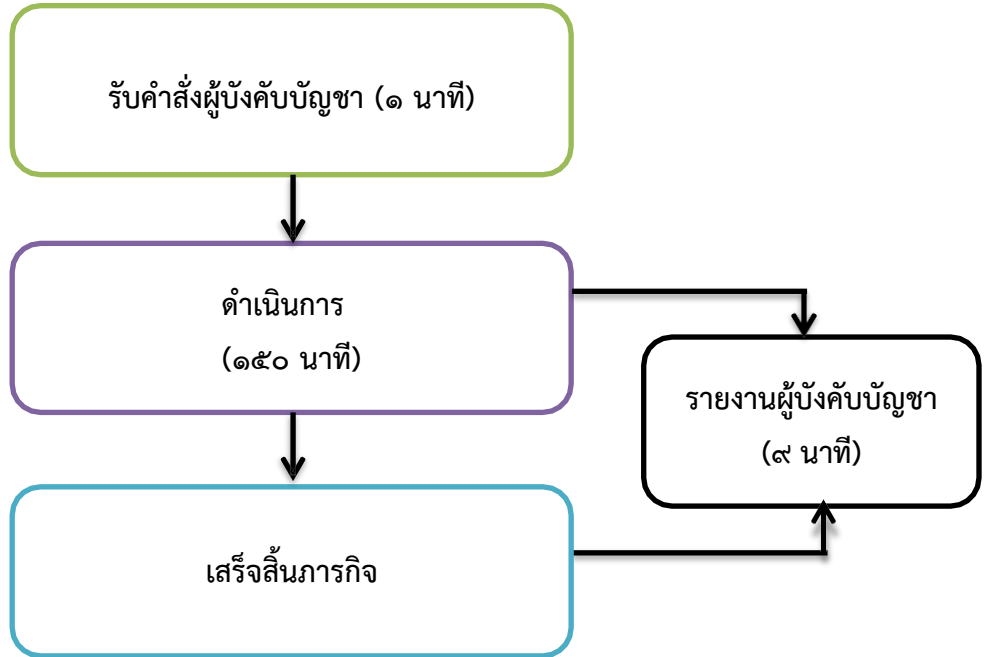 รับคำสั่งผู้บังคับบัญชา (๑ นาที)
ดำเนินการ
(๑๕๐ นาที)
รายงานผู้บังคับบัญชา
(๙ นาที)
เสร็จสิ้นภารกิจ